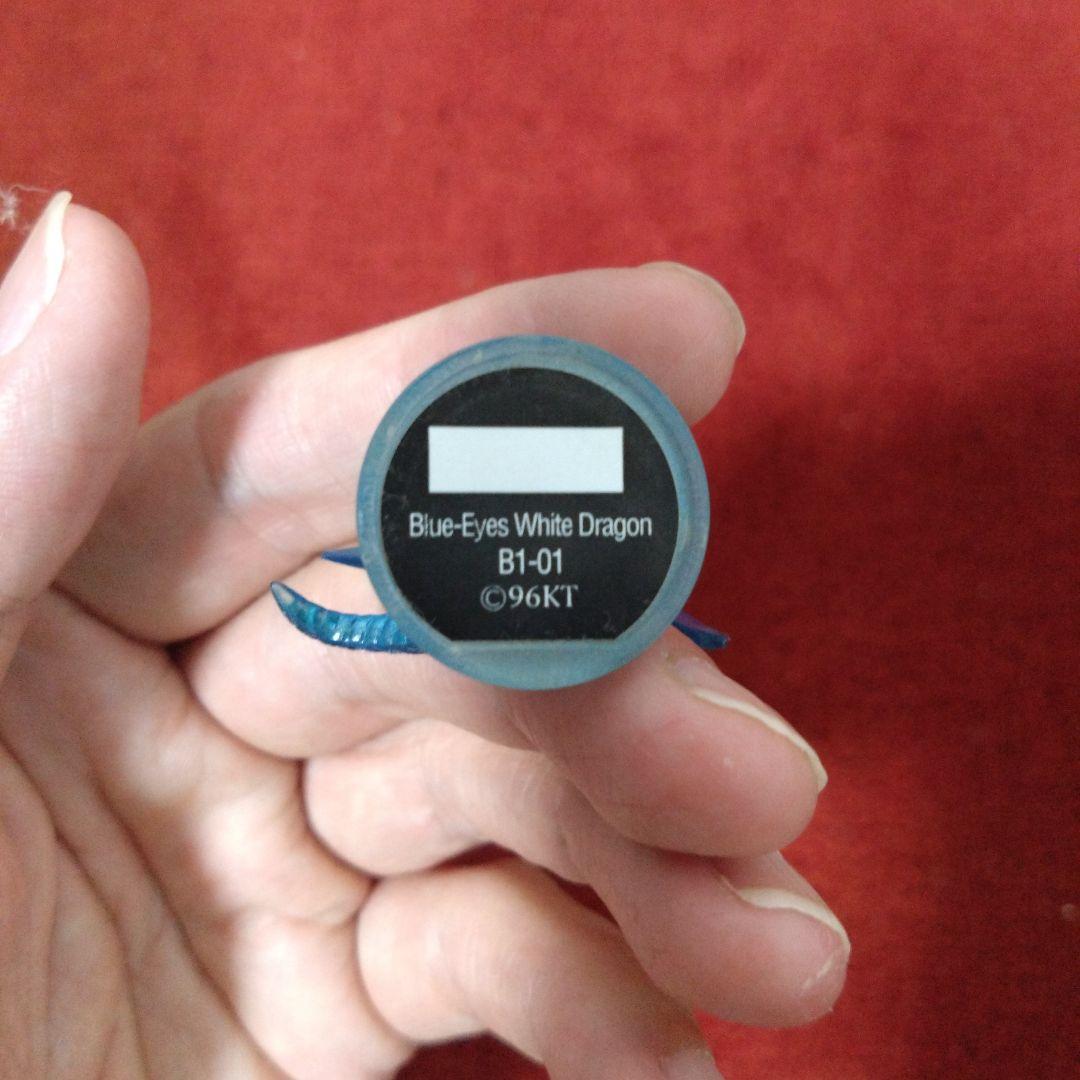 Blue-Eyes White Dragon
B1-01
©96KT